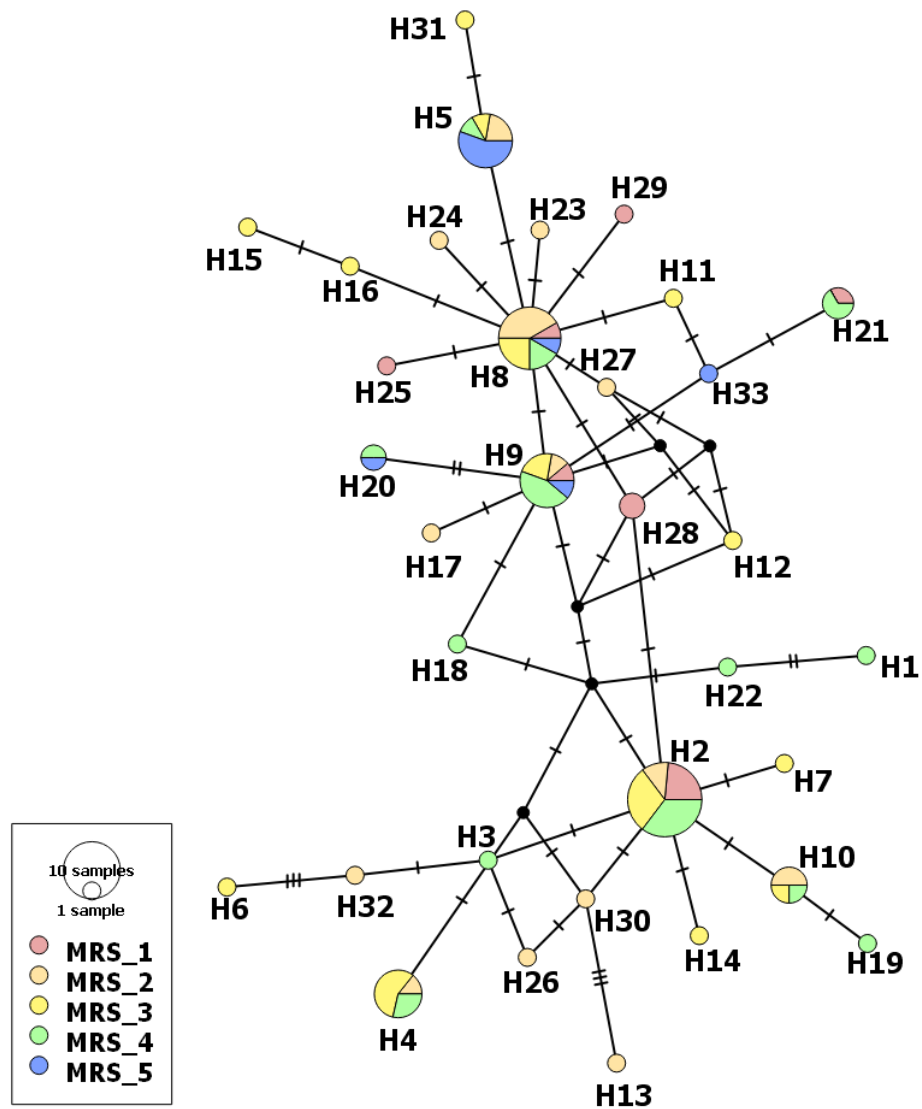 H31
H5
H29
H24 H23
H15
H16
H11
H21
H8 H27
H25
H33
H9
H20
H28
H17
H12
H18
H22
H1
H2
H7
H3
H10
H6
H32
H30
H14
H19
H26
H4
H13
10 samples
1 sample
MRS_1
MRS_2
MRS_3
MRS_4
MRS_5